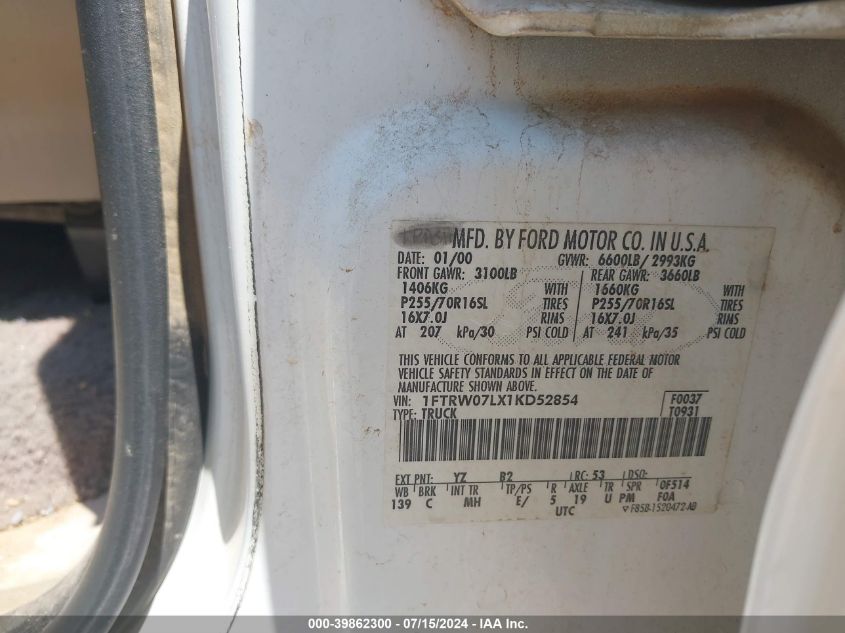 MFD. BY FORD MOTOR CO. IN U.S.A.
DATE: 01/00 GVWR: 6600LB/ 2993KG
FRONT GAWR: 3100LB REAR GAWR: 3660LB
1406KG WITH 1660KG WITH
P255/70R16SL TIRES P255/70R16SL TIRES
16X7.0J RIMS 16X7.0J RIMS
AT 207 kPa/30 PSI COLD AT 241 kPa/35 PSI COLD
THIS VEHICLE CONFORMS TO ALL APPLICABLE FEDERAL MOTOR
VEHICLE SAFETY STANDARDS IN EFFECT ON THE DATE OF
MANUFACTURE SHOWN ABOVE.
VIN: 1FTRW07LX1KD52854 F0037
TYPE: TRUCK T0931
EXT PNT: YZ B2 RC: 53 DSO:
WB BRK INT TR TP/PS R AXLE TR SPR 0F514
139 C MH E/ 5 19 U PM F0A
UTC F85B-1520472-AB
000-39862300 - 07/15/2024 - IAA Inc.